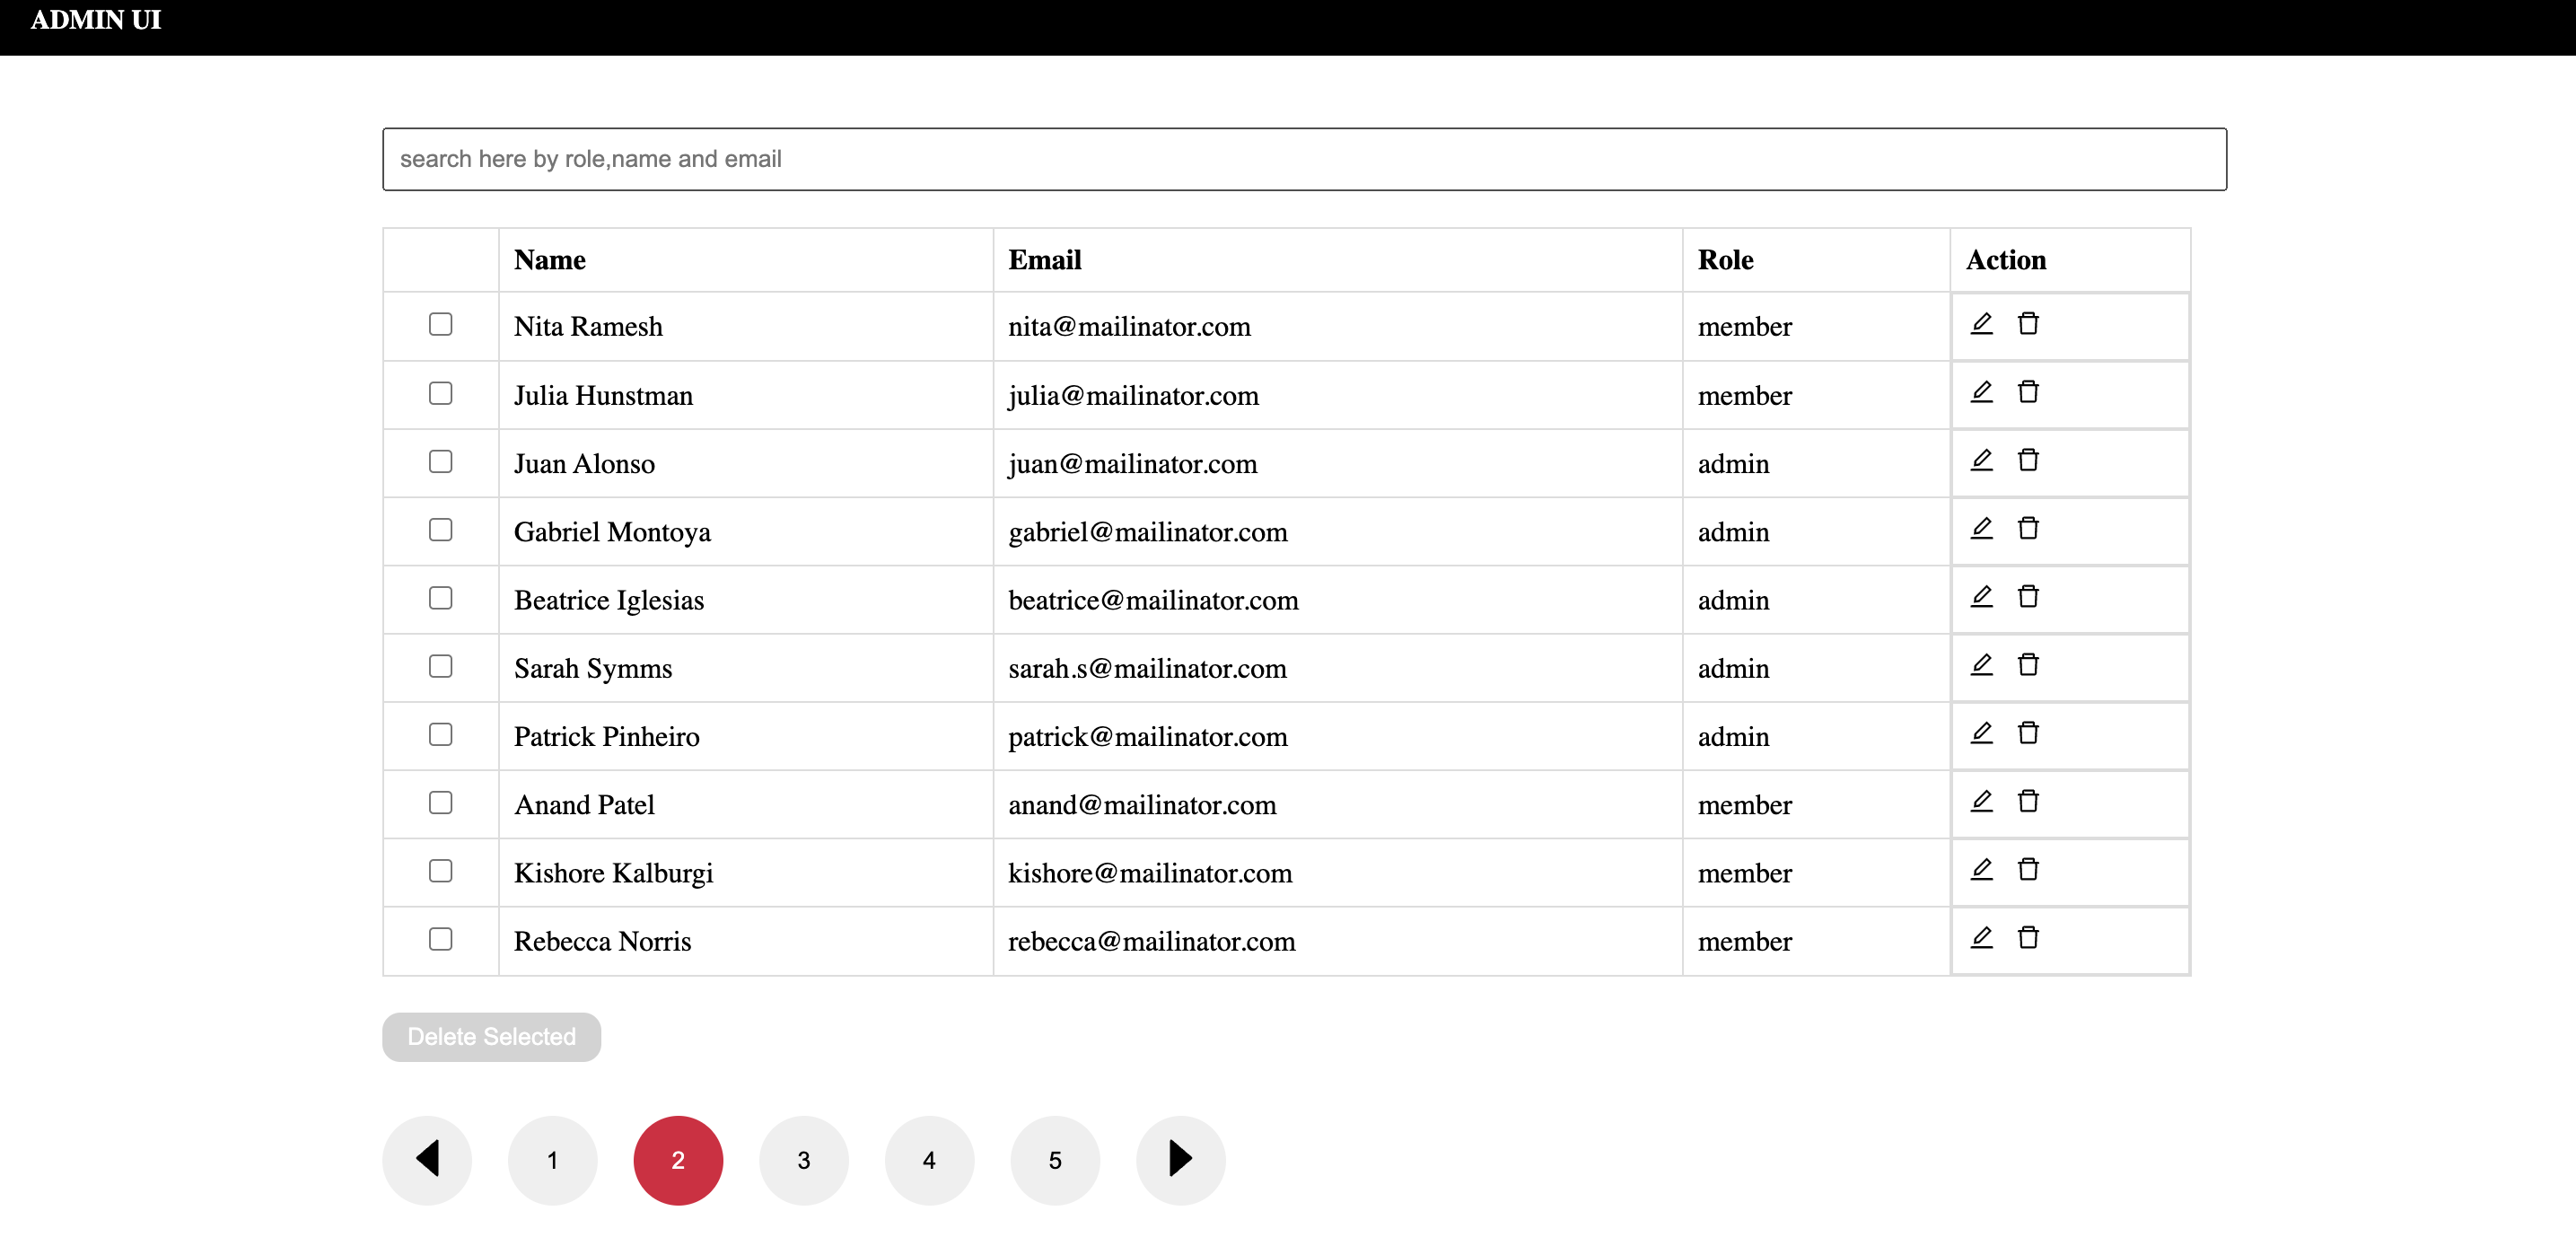 ADMIN UI
search here by role,name and email
Name Email Role Action
Nita Ramesh nita@mailinator.com member
Julia Hunstman julia@mailinator.com member
Juan Alonso juan@mailinator.com admin
Gabriel Montoya gabriel@mailinator.com admin
Beatrice Iglesias beatrice@mailinator.com admin
Sarah Symms sarah.s@mailinator.com admin
Patrick Pinheiro patrick@mailinator.com admin
Anand Patel anand@mailinator.com member
Kishore Kalburgi kishore@mailinator.com member
Rebecca Norris rebecca@mailinator.com member
Delete Selected
1 2 3 4 5